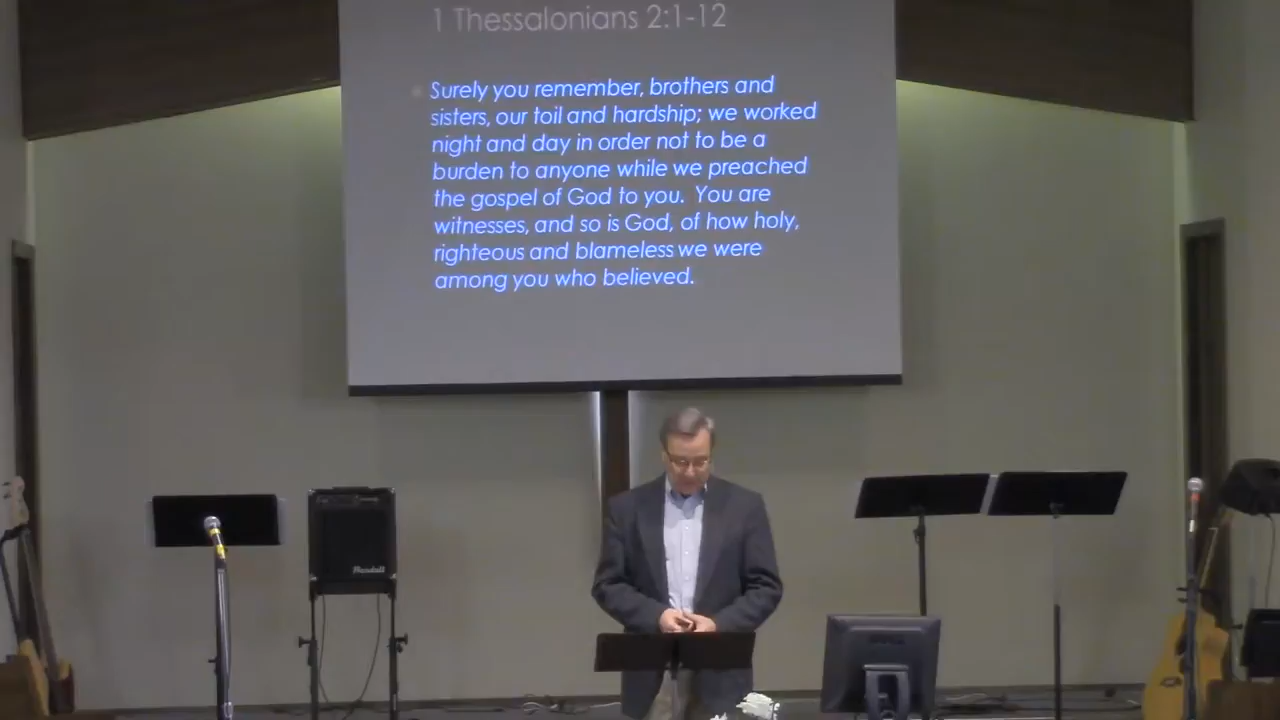 1 Thessalonians 2:1-12
Surely you remember, brothers and
sisters, our toil and hardship; we worked
night and day in order not to be a
burden to anyone while we preached
the gospel of God to you. You are
witnesses, and so is God, of how holy,
righteous and blameless we were
among you who believed.
Randall